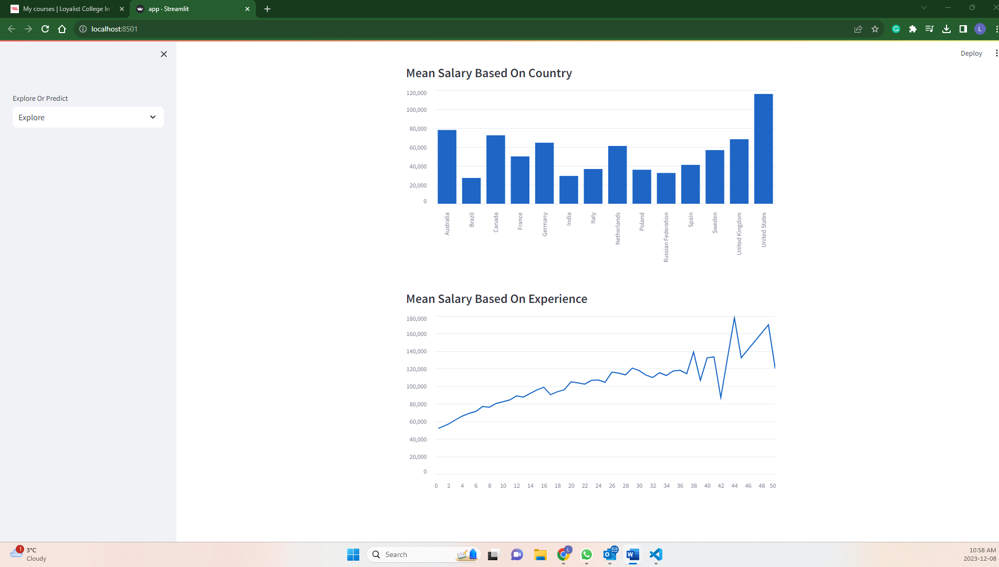 My courses | Loyalist College In
app · Streamlit
localhost:8501
L
Deploy
Explore Or Predict
Explore
Mean Salary Based On Country
120,000
100,000
80,000
60,000
40,000
20,000
0
Australia
Brazil
Canada
France
Germany
India
Italy
Netherlands
Poland
Russian Federation
Spain
Sweden
United Kingdom
United States
Mean Salary Based On Experience
180,000
160,000
140,000
120,000
100,000
80,000
60,000
40,000
20,000
0
0 2 4 6 8 10 12 14 16 18 20 22 24 26 28 30 32 34 36 38 40 42 44 46 48 50
1
3°C
Cloudy
Search
L
10:58 AM
2023-12-08